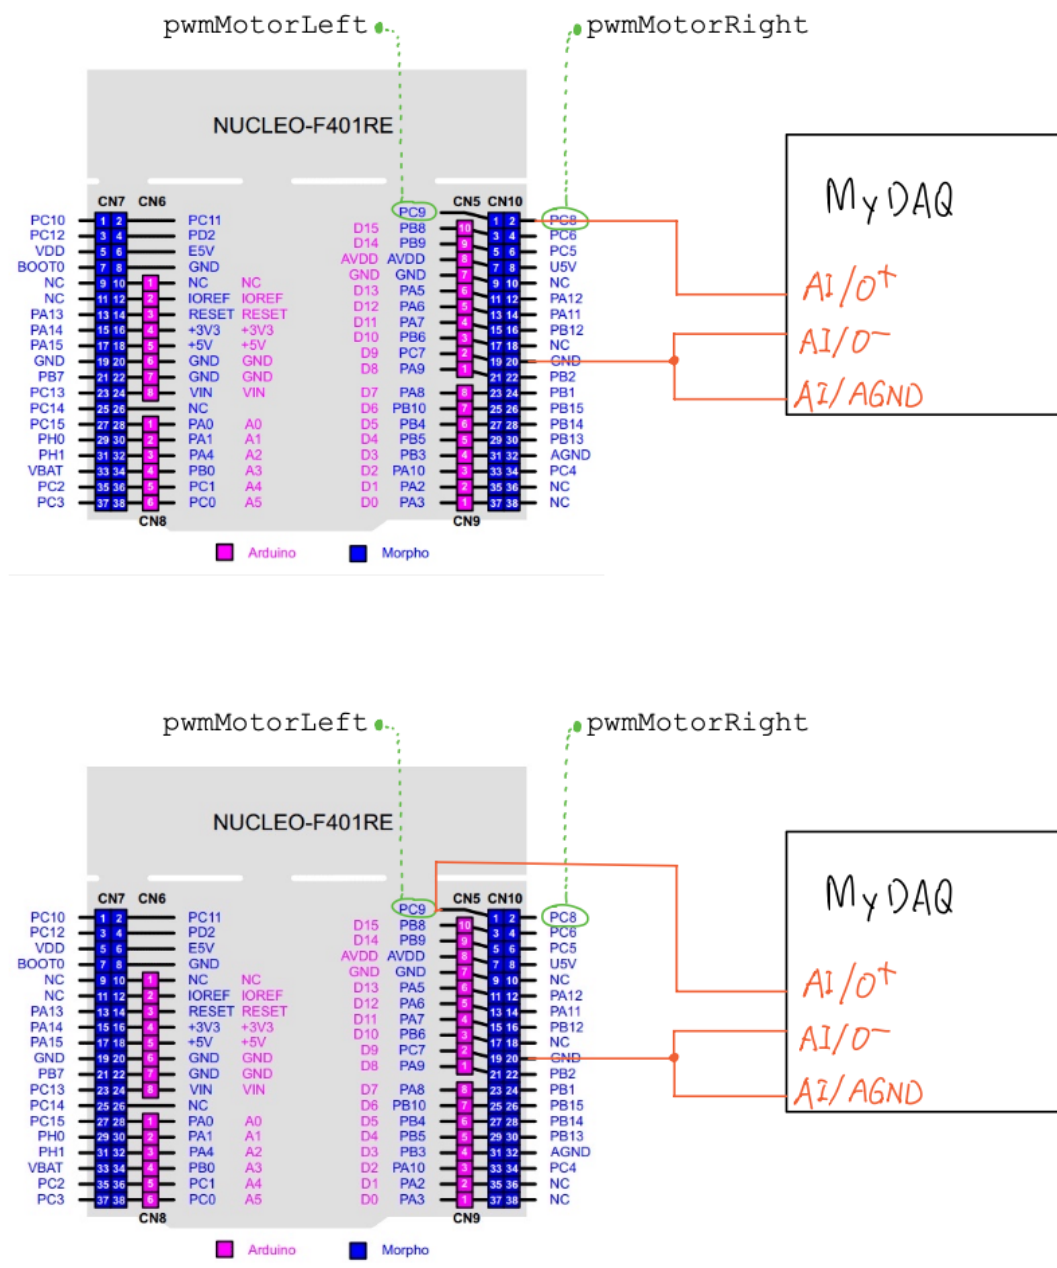 pwmMotorLeft pwmMotorRight
NUCLEO-F401RE
MyDAQ
CN7 CN6 CN5 CN10
PC9
PC10 1 2 PC11 1 2 PC8
PC12 3 4 PD2 D15 PB8 10 3 4 PC6
VDD 5 6 E5V D14 PB9 9 5 6 PC5
BOOT0 7 8 GND AVDD AVDD 8 7 8 U5V
NC 9 10 1 NC NC GND GND 7 9 10 NC
NC 11 12 2 IOREF IOREF D13 PA5 6 11 12 PA12
AI/0+
PA13 13 14 3 RESET RESET D12 PA6 5 13 14 PA11
PA14 15 16 4 +3V3 +3V3 D11 PA7 4 15 16 PB12
PA15 17 18 5 +5V +5V D10 PB6 3 17 18 NC
AI/0-
GND 19 20 6 GND GND D9 PC7 2 19 20 GND
PB7 21 22 7 GND GND D8 PA9 1 21 22 PB2
PC13 23 24 8 VIN VIN D7 PA8 8 23 24 PB1
AI/AGND
PC14 25 26 NC D6 PB10 7 25 26 PB15
PC15 27 28 1 PA0 A0 D5 PB4 6 27 28 PB14
PH0 29 30 2 PA1 A1 D4 PB5 5 29 30 PB13
PH1 31 32 3 PA4 A2 D3 PB3 4 31 32 AGND
VBAT 33 34 4 PB0 A3 D2 PA10 3 33 34 PC4
PC2 35 36 5 PC1 A4 D1 PA2 2 35 36 NC
PC3 37 38 6 PC0 A5 D0 PA3 1 37 38 NC
CN8 CN9
Arduino Morpho
pwmMotorLeft pwmMotorRight
NUCLEO-F401RE
MyDAQ
CN7 CN6 CN5 CN10
PC9
PC10 1 2 PC11 1 2 PC8
PC12 3 4 PD2 D15 PB8 10 3 4 PC6
VDD 5 6 E5V D14 PB9 9 5 6 PC5
BOOT0 7 8 GND AVDD AVDD 8 7 8 U5V
NC 9 10 1 NC NC GND GND 7 9 10 NC
AI/0+
NC 11 12 2 IOREF IOREF D13 PA5 6 11 12 PA12
PA13 13 14 3 RESET RESET D12 PA6 5 13 14 PA11
PA14 15 16 4 +3V3 +3V3 D11 PA7 4 15 16 PB12
PA15 17 18 5 +5V +5V D10 PB6 3 17 18 NC
AI/0-
GND 19 20 6 GND GND D9 PC7 2 19 20 GND
PB7 21 22 7 GND GND D8 PA9 1 21 22 PB2
PC13 23 24 8 VIN VIN D7 PA8 8 23 24 PB1
AI/AGND
PC14 25 26 NC D6 PB10 7 25 26 PB15
PC15 27 28 1 PA0 A0 D5 PB4 6 27 28 PB14
PH0 29 30 2 PA1 A1 D4 PB5 5 29 30 PB13
PH1 31 32 3 PA4 A2 D3 PB3 4 31 32 AGND
VBAT 33 34 4 PB0 A3 D2 PA10 3 33 34 PC4
PC2 35 36 5 PC1 A4 D1 PA2 2 35 36 NC
PC3 37 38 6 PC0 A5 D0 PA3 1 37 38 NC
CN8 CN9
Arduino Morpho